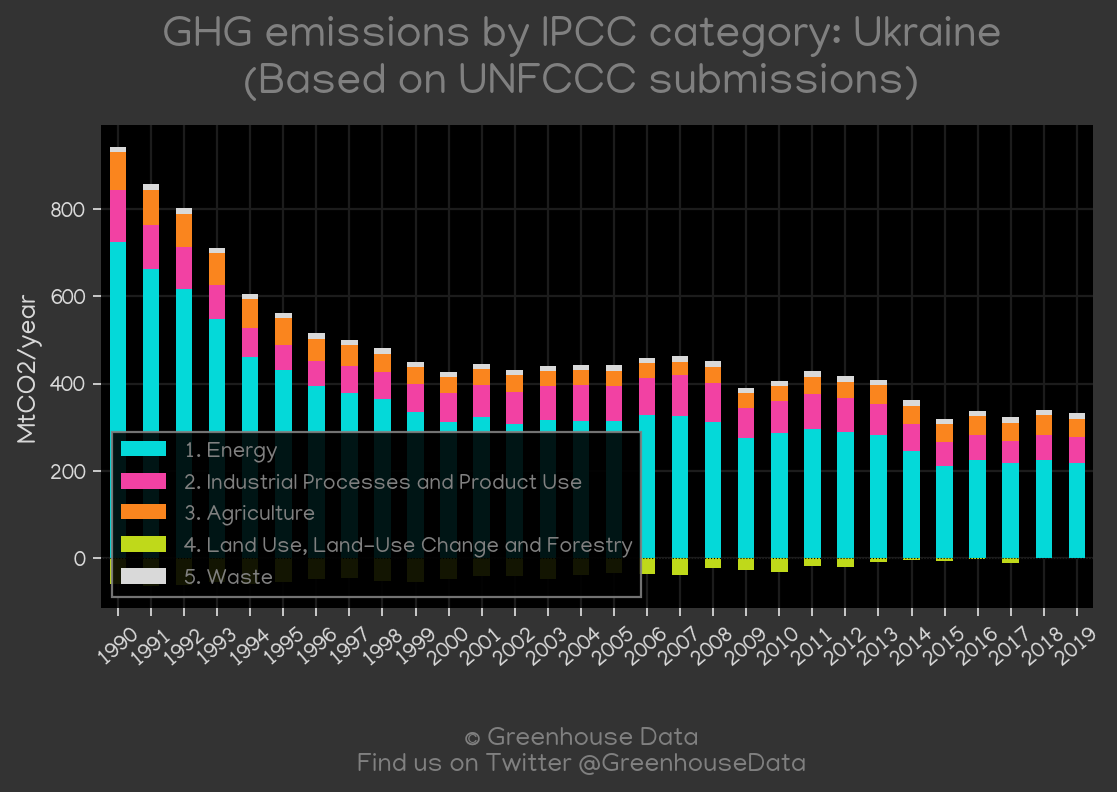 GHG emissions by IPCC category: Ukraine
(Based on UNFCCC submissions)
MtCO2/year
800
600
400
200
0
1. Energy
2. Industrial Processes and Product Use
3. Agriculture
4. Land Use, Land-Use Change and Forestry
5. Waste
1990 1991 1992 1993 1994 1995 1996 1997 1998 1999 2000 2001 2002 2003 2004 2005 2006 2007 2008 2009 2010 2011 2012 2013 2014 2015 2016 2017 2018 2019
© Greenhouse Data
Find us on Twitter @GreenhouseData